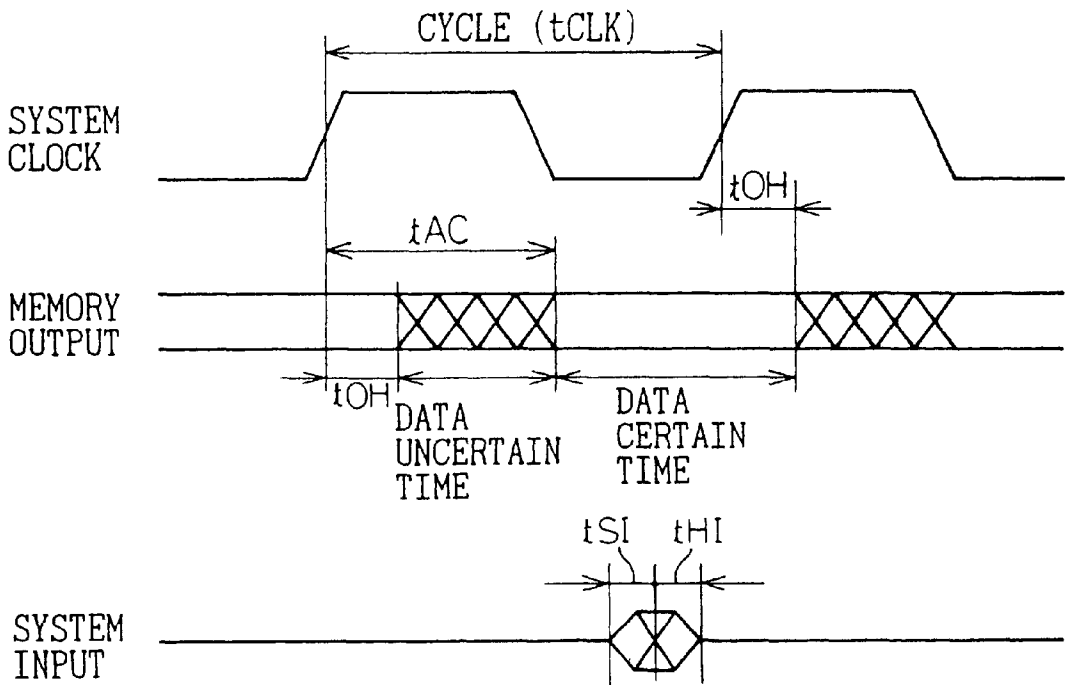 CYCLE (tCLK)
SYSTEM
CLOCK
tOH
tAC
MEMORY
OUTPUT
tOH
DATA
UNCERTAIN
TIME
DATA
CERTAIN
TIME
tSI
tHI
SYSTEM
INPUT